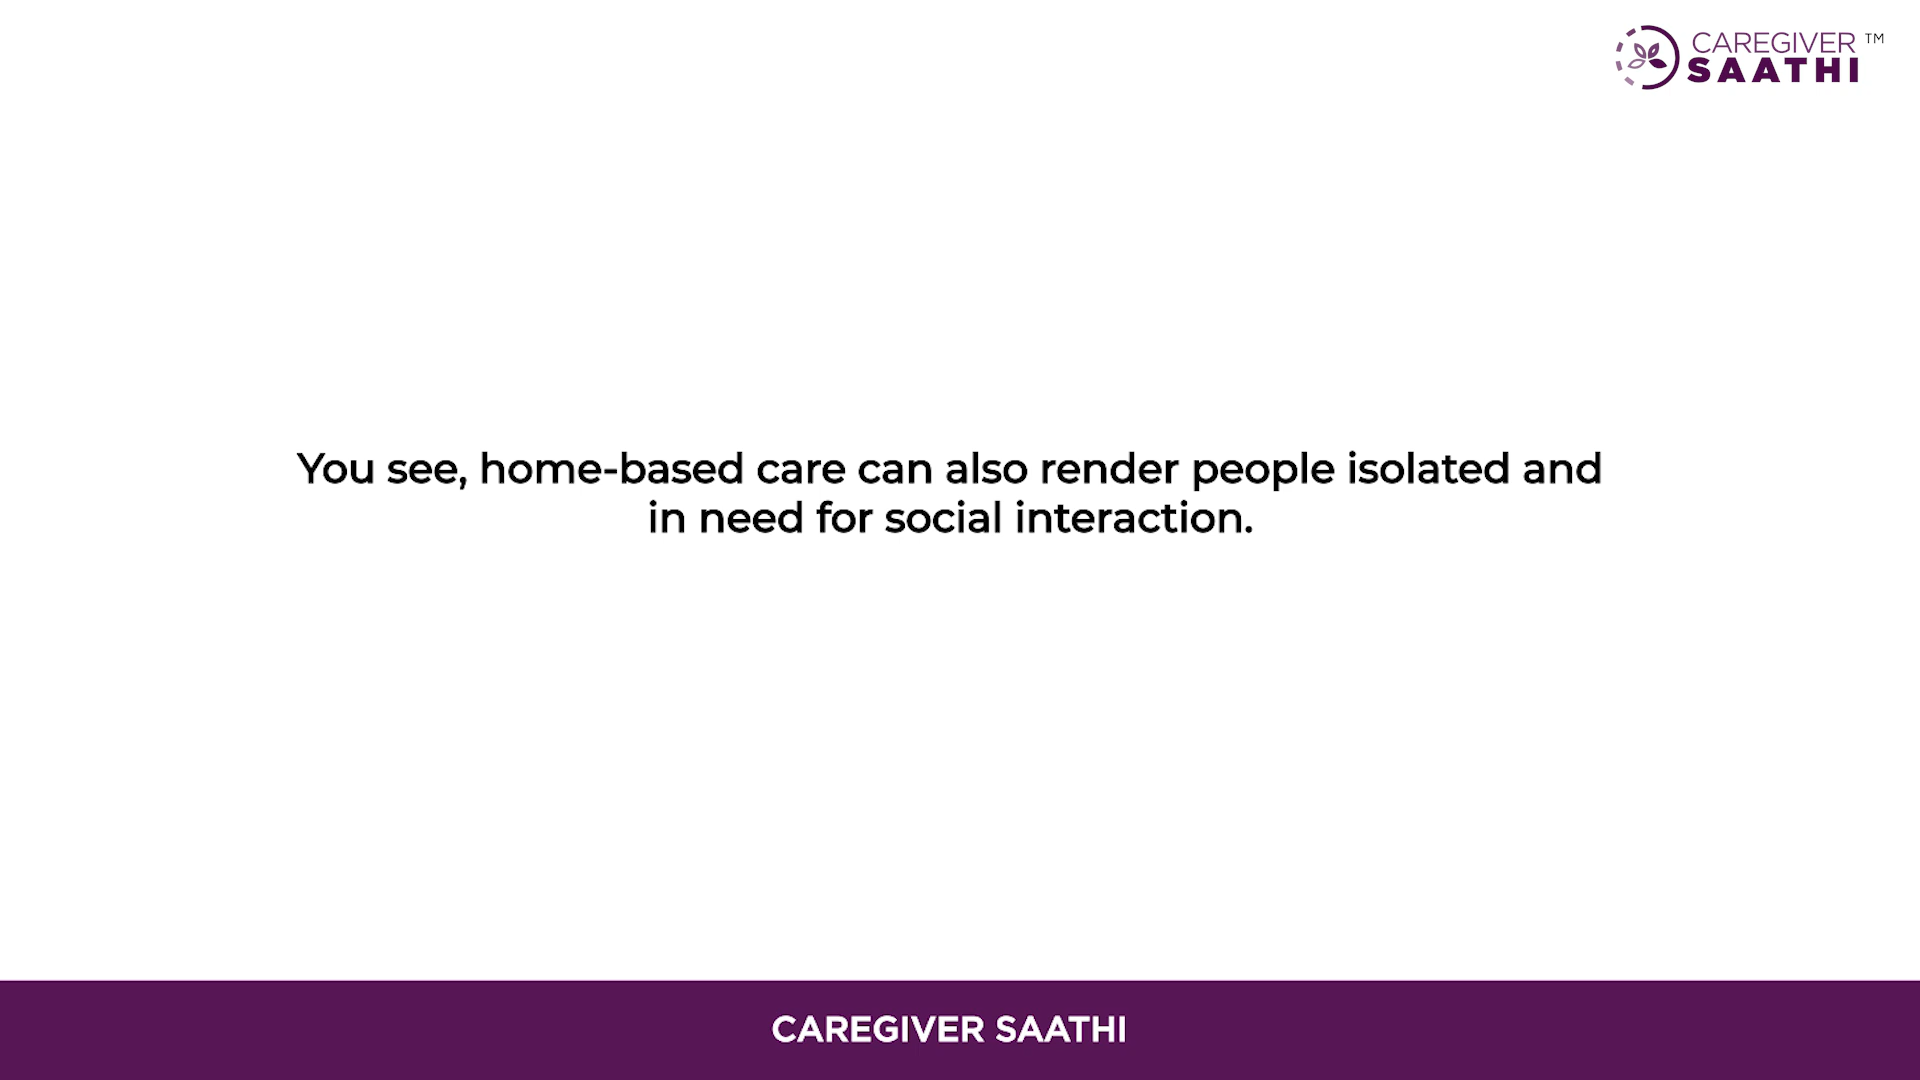 CAREGIVER TM
SAATHI
You see, home-based care can also render people isolated and
in need for social interaction.
CAREGIVER SAATHI